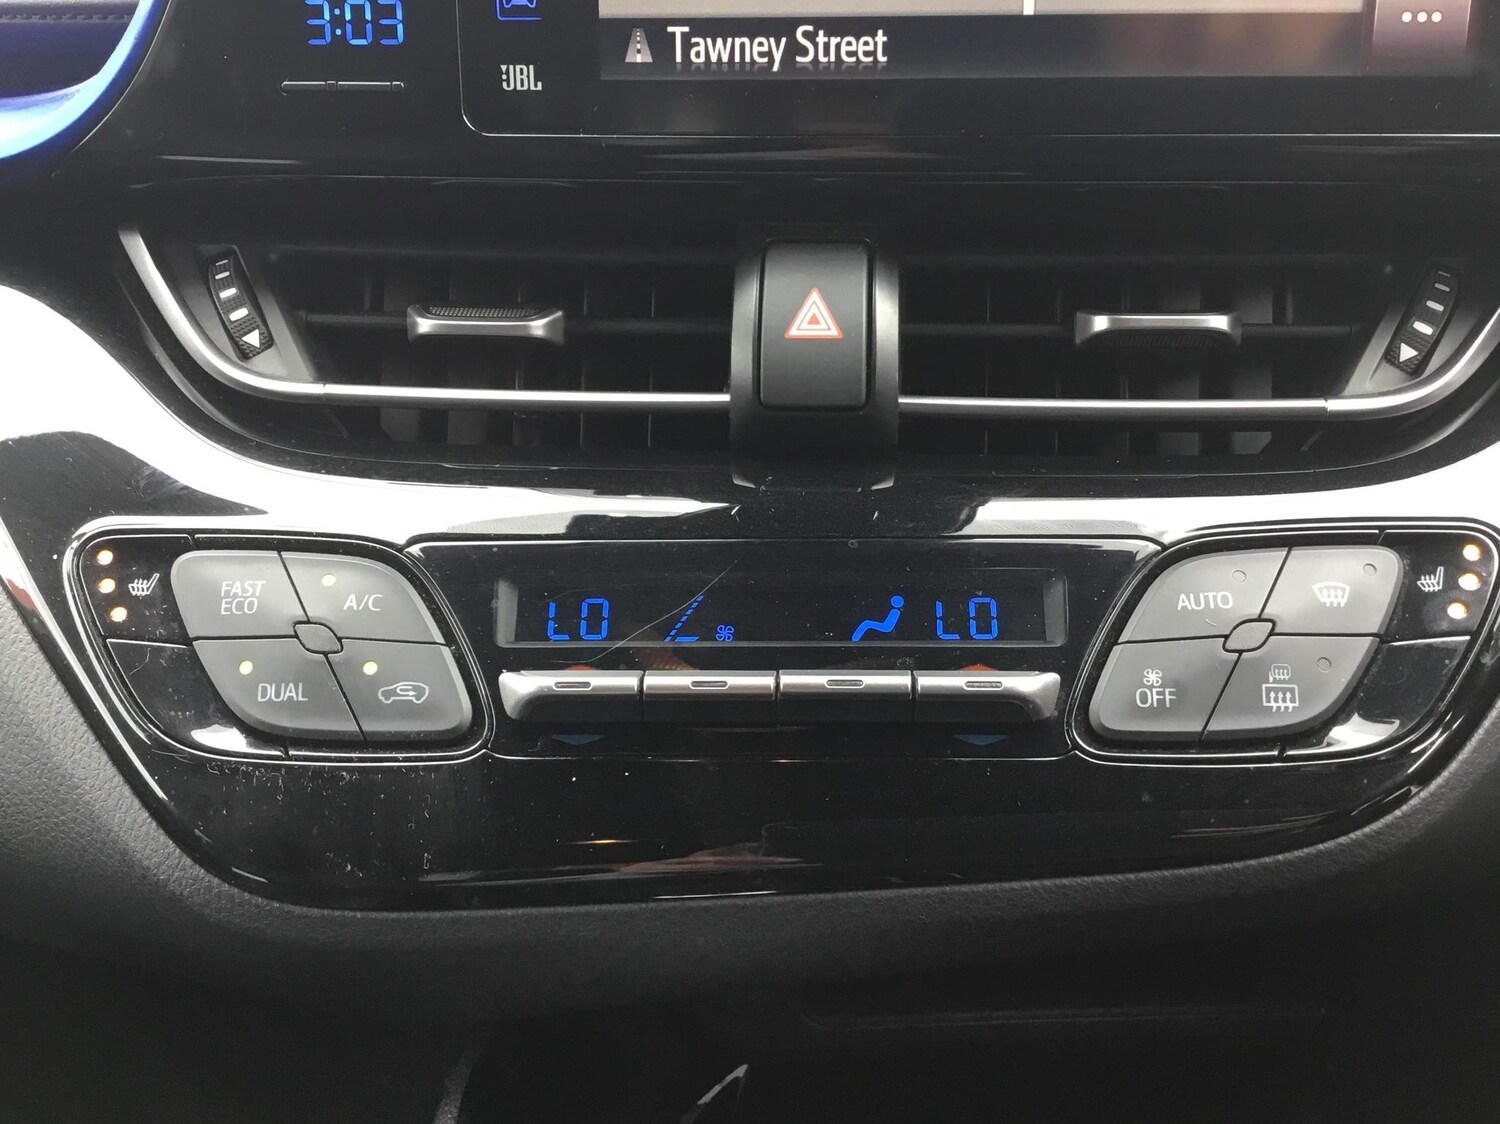 3:03
Tawney Street
JBL
FAST
ECO
A/C
DUAL
LO
LO
AUTO
OFF